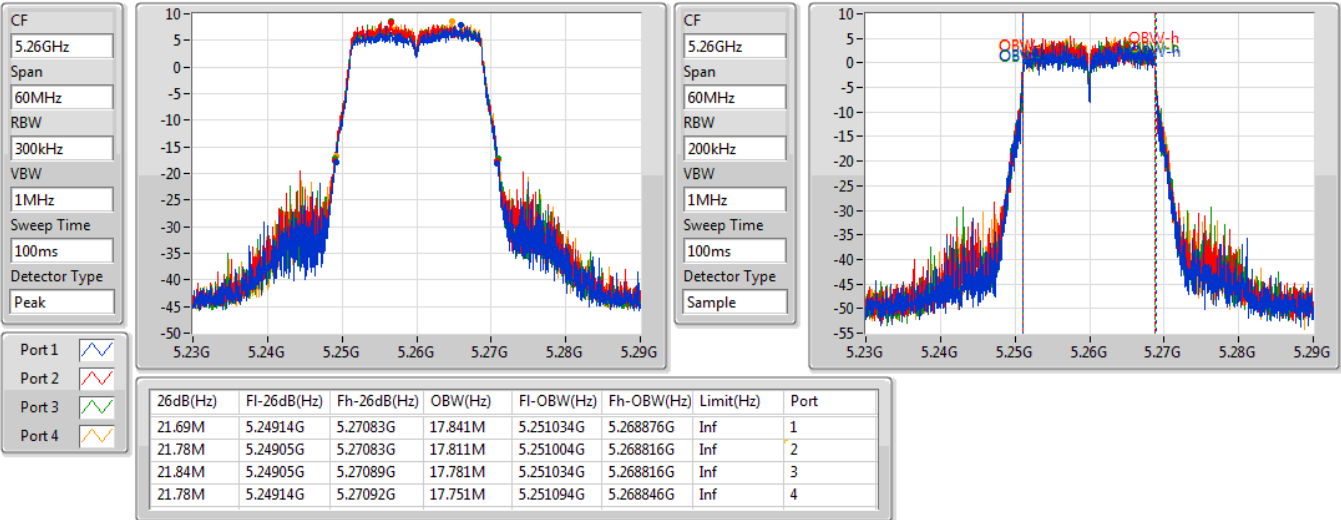 CF
5.26GHz
Span
60MHz
RBW
300kHz
VBW
1MHz
Sweep Time
100ms
Detector Type
Peak
10
5
0
-5
-10
-15
-20
-25
-30
-35
-40
-45
-50
5.23G 5.24G 5.25G 5.26G 5.27G 5.28G 5.29G
CF
5.26GHz
Span
60MHz
RBW
200kHz
VBW
1MHz
Sweep Time
100ms
Detector Type
Sample
10
5
0
-5
-10
-15
-20
-25
-30
-35
-40
-45
-50
-55
OBW-h
5.23G 5.24G 5.25G 5.26G 5.27G 5.28G 5.29G
Port 1
Port 2
Port 3
Port 4
26dB(Hz) Fl-26dB(Hz) Fh-26dB(Hz) OBW(Hz) Fl-OBW(Hz) Fh-OBW(Hz) Limit(Hz) Port
21.69M 5.24914G 5.27083G 17.841M 5.251034G 5.268876G Inf 1
21.78M 5.24905G 5.27083G 17.811M 5.251004G 5.268816G Inf 2
21.84M 5.24905G 5.27089G 17.781M 5.251034G 5.268816G Inf 3
21.78M 5.24914G 5.27092G 17.751M 5.251094G 5.268846G Inf 4